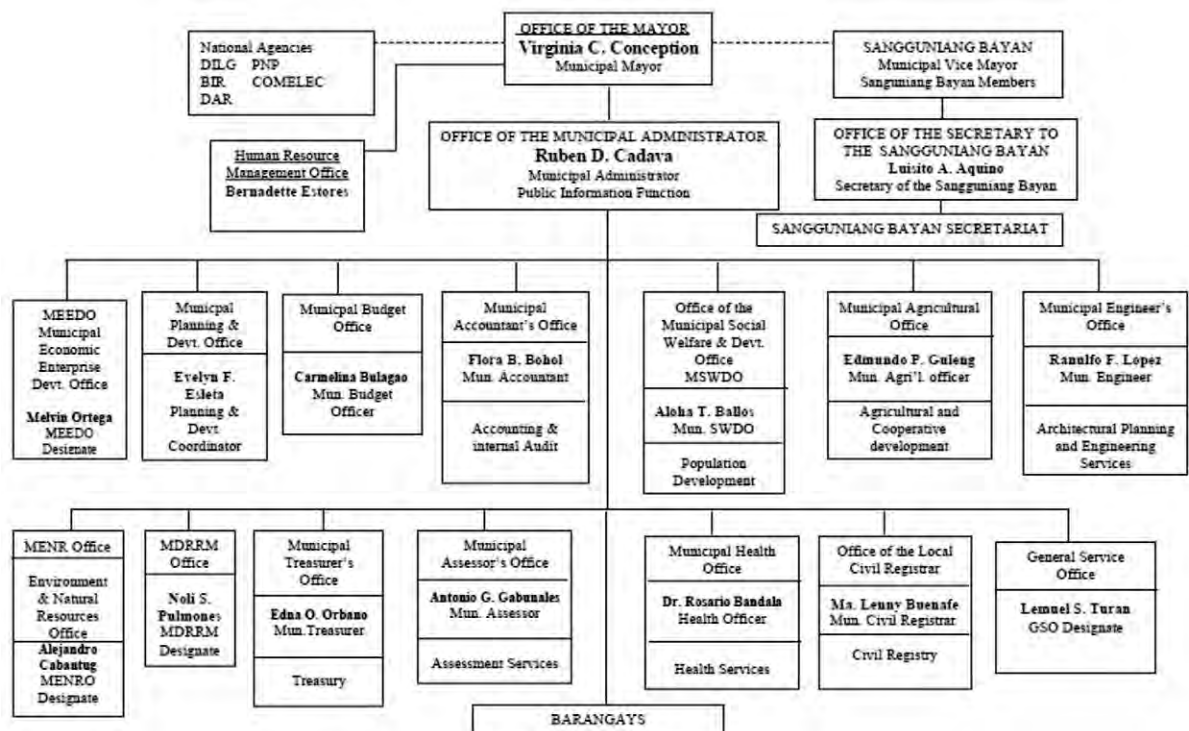 OFFICE OF THE MAYOR
Virginia C. Conception
Municipal Mayor
National Agencies
DILG PNP
BIR COMELEC
DAR
SANGGUNIANG BAYAN
Municipal Vice Mayor
Sanguniang Bayan Members
Human Resource
Management Office
Bernadette Estores
OFFICE OF THE MUNICIPAL ADMINISTRATOR
Ruben D. Cadava
Municipal Administrator
Public Information Function
OFFICE OF THE SECRETARY TO
THE SANGGUNIANG BAYAN
Luisito A. Aquino
Secretary of the Sangguniang Bayan
SANGGUNIANG BAYAN SECRETARIAT
MEEDO
Municipal
Economic
Enterprise
Devt. Office
Melvin Ortega
MEEDO
Designate
Municpal
Planning &
Devt. Office
Evelyn F.
Esleta
Planning &
Devt
Coordinator
Municpal Budget
Office
Carmelina Bulagao
Mun. Budget
Officer
Municipal
Accountant's Office
Flora B. Bohol
Mun. Accountant
Accounting &
internal Audit
Office of the
Municipal Social
Welfare & Devt.
Office
MSWDO
Aloha T. Ballos
Mun. SWDO
Population
Development
Municipal Agricultural
Office
Edmundo P. Guleng
Mun. Agri'l. officer
Agricultural and
Cooperative
development
Municipal Engineer's
Office
Ranulfo F. Lopez
Mun. Engineer
Architectural Planning
and Engineering
Services
MENR Office
Environment
& Natural
Resources
Office
Alejandro
Cabantug
MENRO
Designate
MDRRM
Office
Noli S.
Pulmones
MDRRM
Designate
Municipal
Treasurer's
Office
Edna O. Orbano
Mun.Treasurer
Treasury
Municipal
Assessor's Office
Antonio G. Gabunales
Mun. Assessor
Assessment Services
Municipal Health
Office
Dr. Rosario Bandala
Health Officer
Health Services
Office of the Local
Civil Registrar
Ma. Lenny Buenafe
Mun. Civil Registrar
Civil Registry
General Service
Office
Lemuel S. Turan
GSO Designate
BARANGAYS